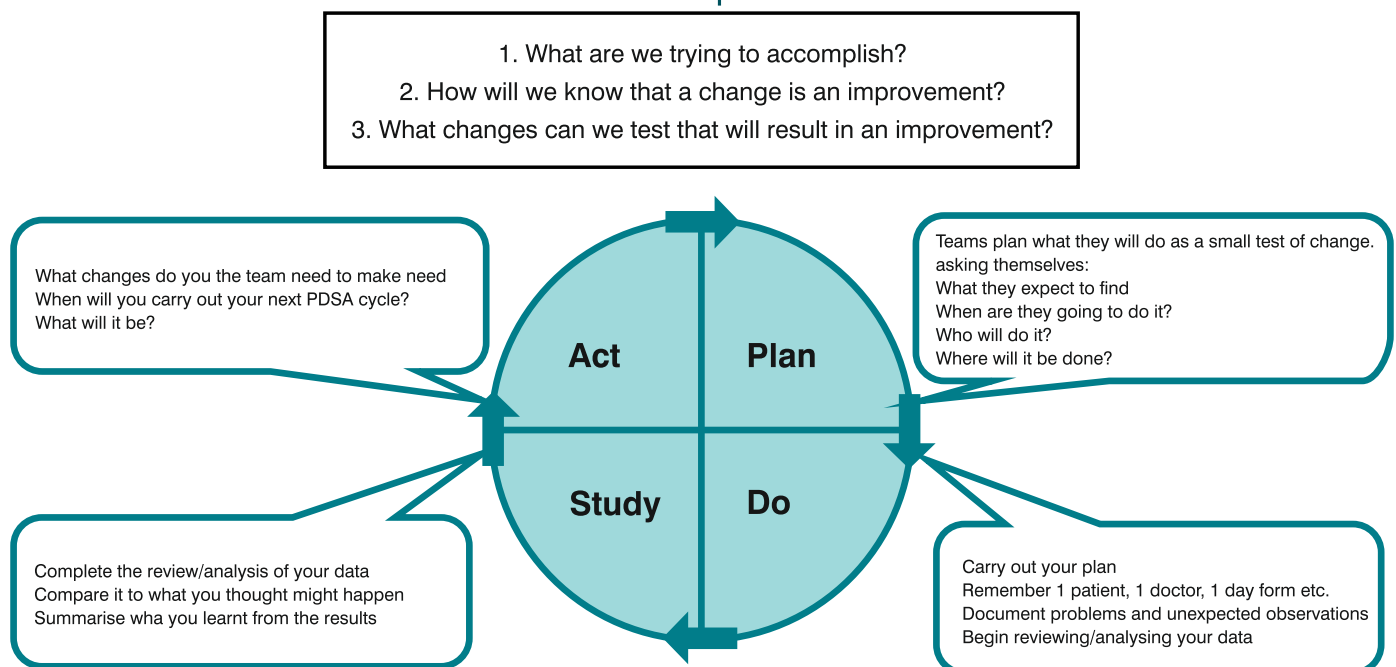 1. What are we trying to accomplish?
2. How will we know that a change is an improvement?
3. What changes can we test that will result in an improvement?
What changes do you the team need to make need
When will you carry out your next PDSA cycle?
What will it be?
Teams plan what they will do as a small test of change.
asking themselves:
What they expect to find
When are they going to do it?
Who will do it?
Where will it be done?
Act
Plan
Study
Do
Complete the review/analysis of your data
Compare it to what you thought might happen
Summarise wha you learnt from the results
Carry out your plan
Remember 1 patient, 1 doctor, 1 day form etc.
Document problems and unexpected observations
Begin reviewing/analysing your data